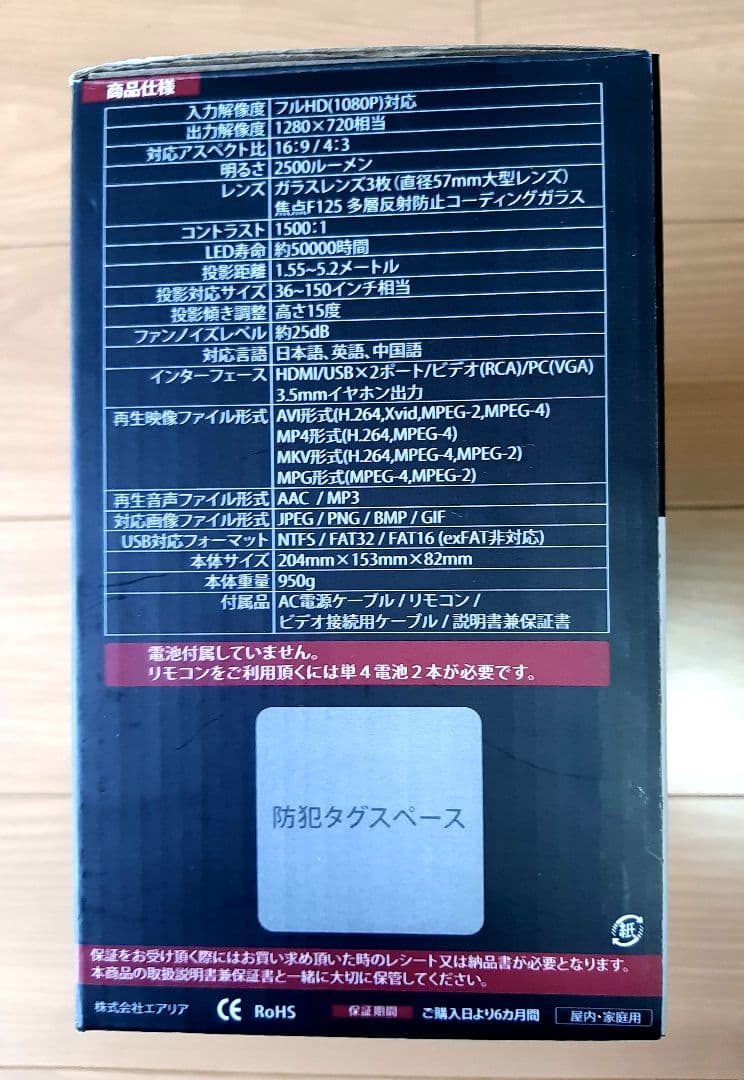 商品仕様
入力解像度 フルHD(1080P)対応
出力解像度 1280×720相当
対応アスペクト比 16:9 / 4:3
明るさ 2500ルーメン
レンズ ガラスレンズ3枚(直径57mm大型レンズ)
焦点F125 多層反射防止コーディングガラス
コントラスト 1500:1
LED寿命 約50000時間
投影距離 1.55~5.2メートル
投影対応サイズ 36~150インチ相当
投影傾き調整 高さ15度
ファンノイズレベル 約25dB
対応言語 日本語、英語、中国語
インターフェース HDMI/USB×2ポート/ビデオ(RCA)/PC(VGA)
3.5mmイヤホン出力
再生映像ファイル形式 AVI形式(H.264,Xvid,MPEG-2,MPEG-4)
MP4形式(H.264,MPEG-4)
MKV形式(H.264,MPEG-4,MPEG-2)
MPG形式(MPEG-4,MPEG-2)
再生音声ファイル形式 AAC / MP3
対応画像ファイル形式 JPEG / PNG / BMP / GIF
USB対応フォーマット NTFS / FAT32 / FAT16 (exFAT非対応)
本体サイズ 204mm×153mm×82mm
本体重量 950g
付属品 AC電源ケーブル / リモコン /
ビデオ接続用ケーブル / 説明書兼保証書
電池付属していません。
リモコンをご利用頂くには単4電池2本が必要です。
防犯タグスペース
紙
保証をお受け頂く際にはお買い求め頂いた時のレシート又は納品書が必要となります。
本商品の取扱説明書兼保証書と一緒に大切に保管してください。
株式会社エアリア CE RoHS 保証期間 ご購入日より6カ月間 屋内・家庭用